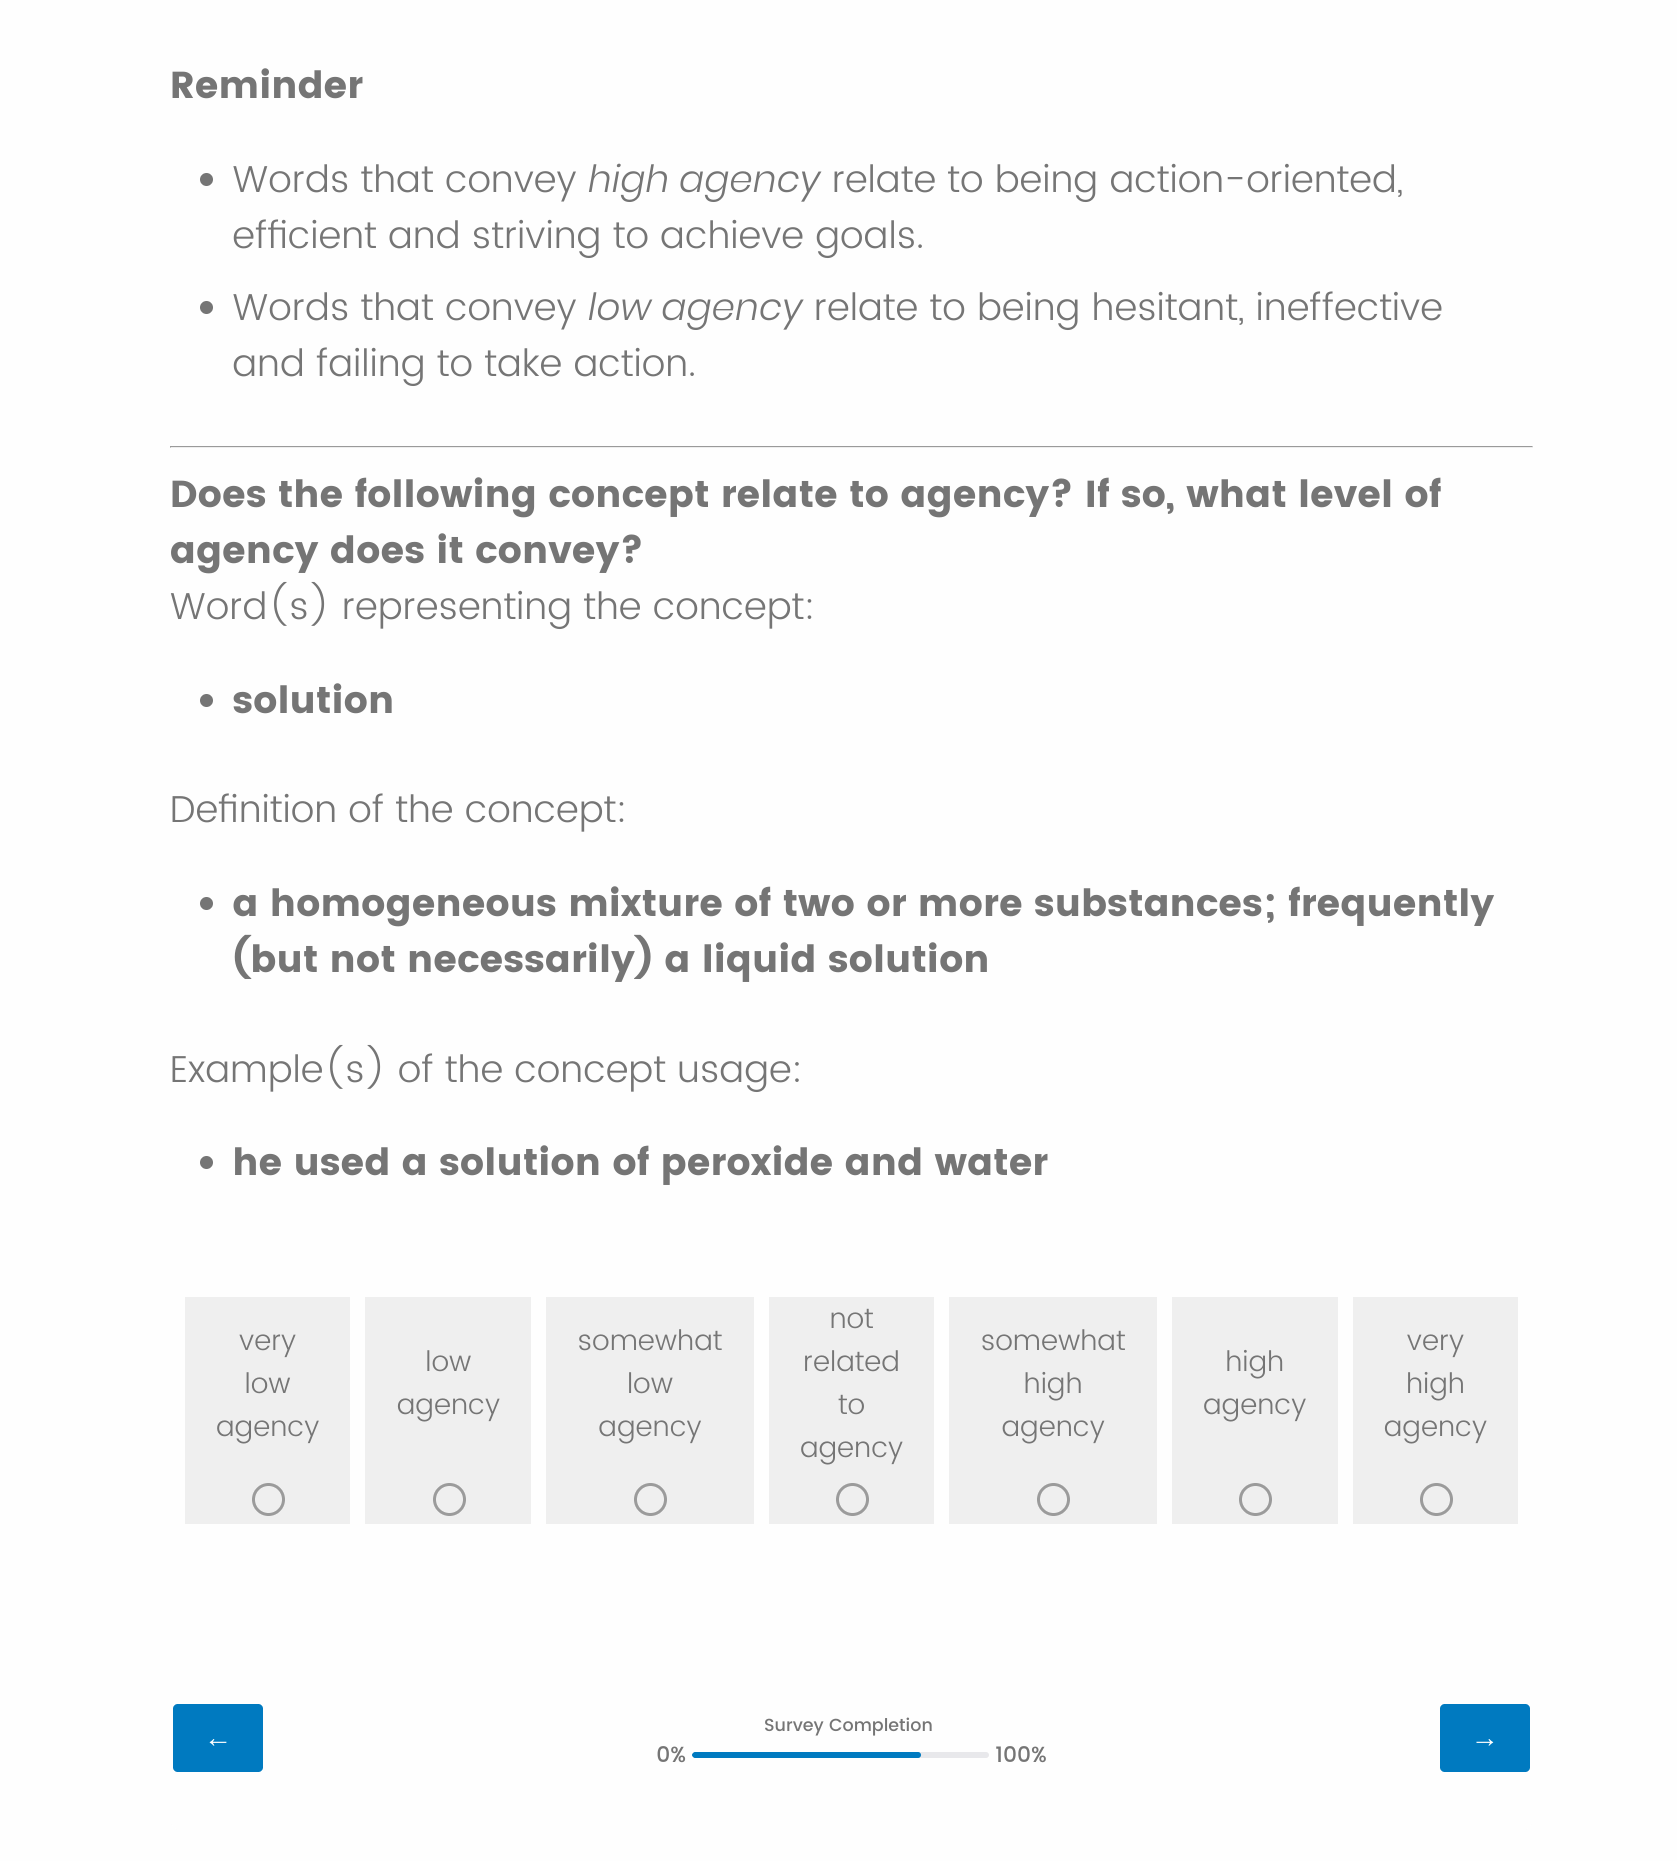 Reminder
• Words that convey high agency relate to being action-oriented,
efficient and striving to achieve goals.
• Words that convey low agency relate to being hesitant, ineffective
and failing to take action.
Does the following concept relate to agency? If so, what level of
agency does it convey?
Word(s) representing the concept:
• solution
Definition of the concept:
• a homogeneous mixture of two or more substances; frequently
(but not necessarily) a liquid solution
Example(s) of the concept usage:
• he used a solution of peroxide and water
very
low
agency
low
agency
somewhat
low
agency
not
related
to
agency
somewhat
high
agency
high
agency
very
high
agency
←
Survey Completion
0% 100%
→